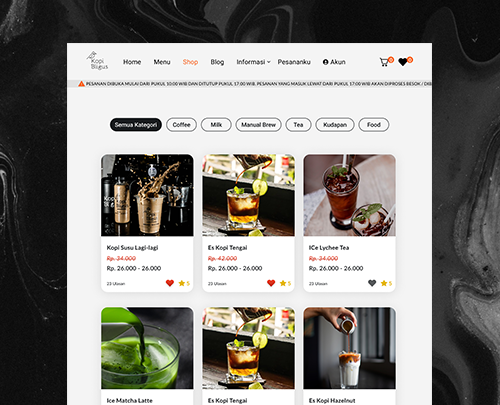 Kopi
Bligus
Home
Menu
Shop
Blog
Informasi
Pesananku
Akun
0
0
PESANAN DIBUKA MULAI DARI PUKUL 10:00 WIB DAN DITUTUP PUKUL 17:00 WIB. PESANAN YANG MASUK LEWAT DARI PUKUL 17:00 WIB AKAN DIPROSES BESOK / DI
Semua Kategori
Coffee
Milk
Manual Brew
Tea
Kudapan
Food
Kopi Susu Lagi-lagi
Rp. 34.000
Rp. 26.000 - 26.000
23 Ulasan
5
Es Kopi Tengai
Rp. 42.000
Rp. 26.000 - 26.000
23 Ulasan
5
ICe Lychee Tea
Rp. 34.000
Rp. 26.000 - 26.000
23 Ulasan
5
Ice Matcha Latte
Es Kopi Tengai
Es Kopi Hazelnut